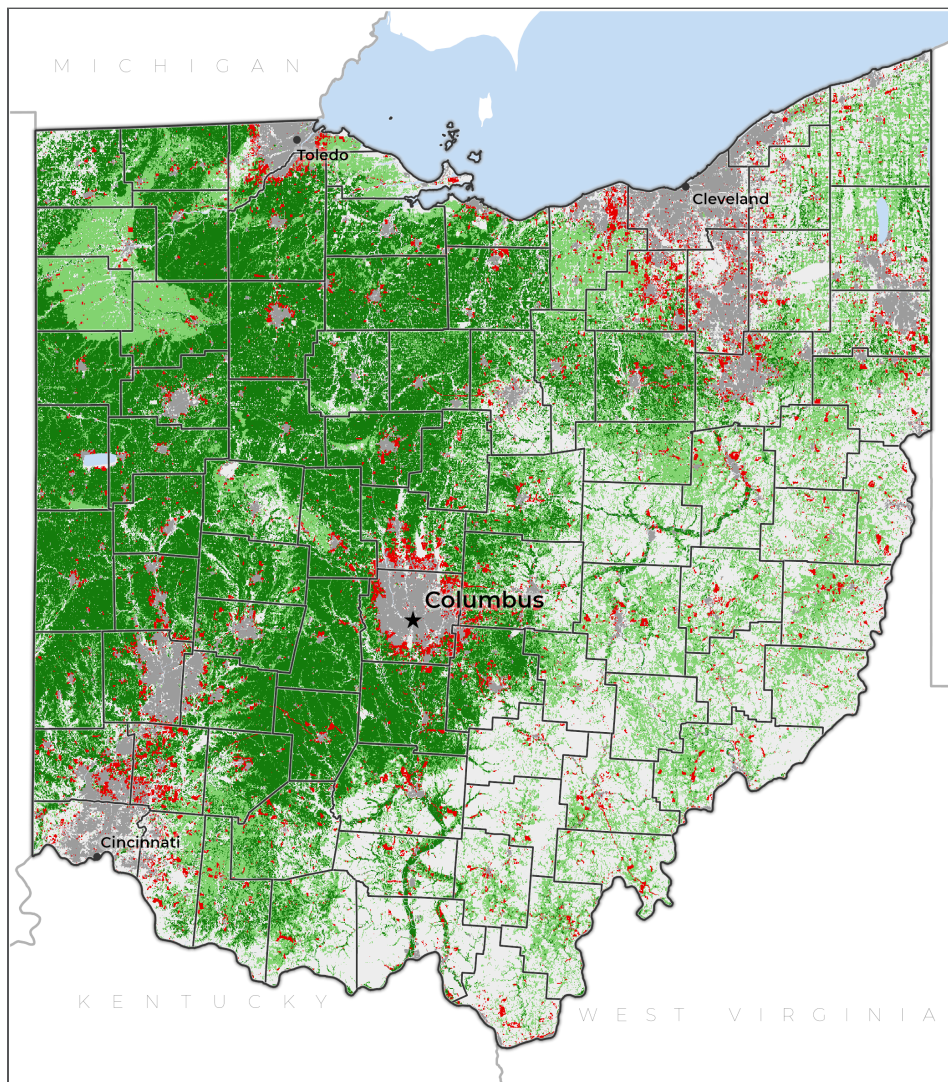 MICHIGAN
Toledo
Cleveland
Columbus
Cincinnati
KENTUCKY
WEST VIRGINIA